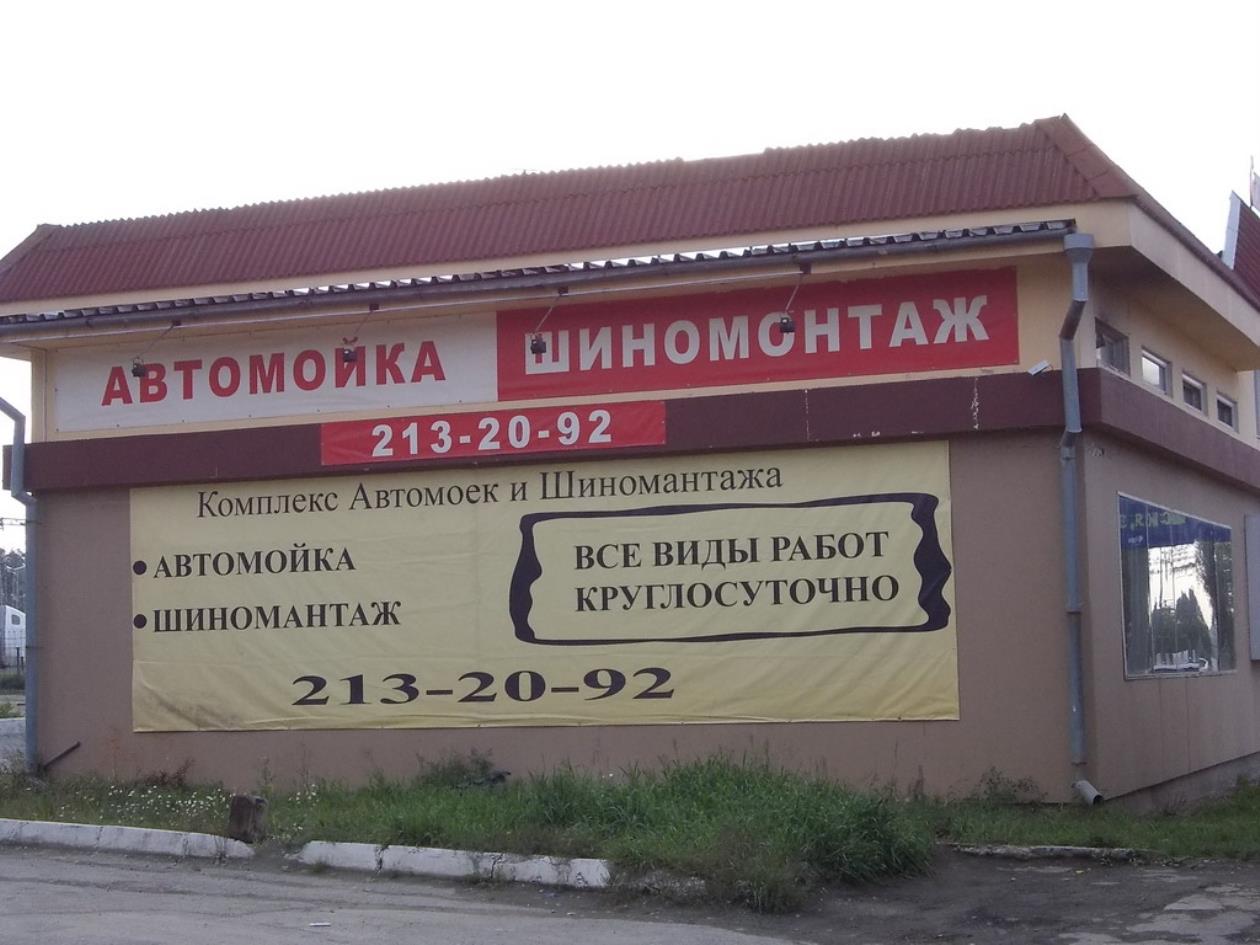 АВТОМОЙКА ШИНОМОНТАЖ
213-20-92
Комплекс Автомоек и Шиномантажа
• АВТОМОЙКА
• ШИНОМАНТАЖ
ВСЕ ВИДЫ РАБОТ
КРУГЛОСУТОЧНО
213-20-92